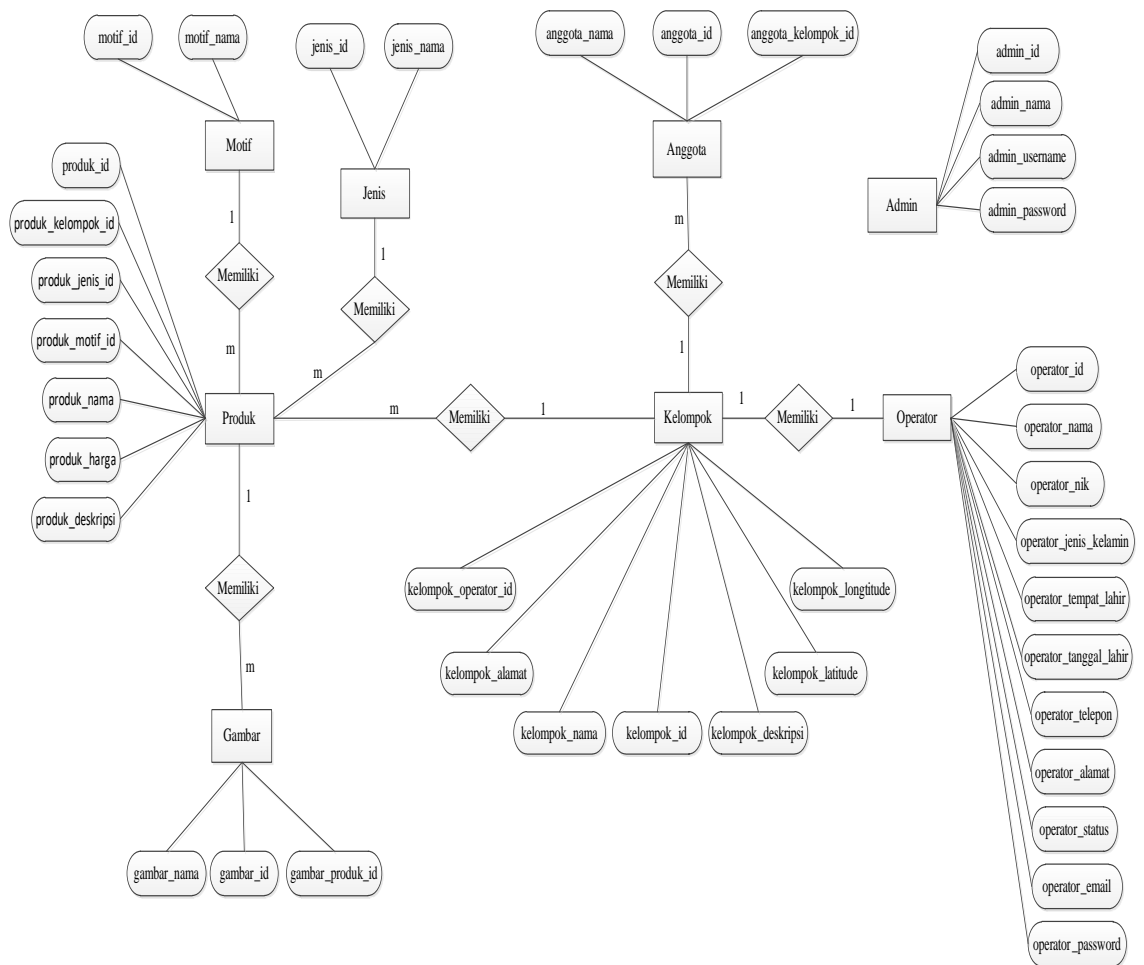 motif_id
motif_nama
jenis_id
jenis_nama
anggota_nama
anggota_id
anggota_kelompok_id
admin_id
admin_nama
admin_username
admin_password
Motif
Jenis
Anggota
Admin
produk_id
produk_kelompok_id
produk_jenis_id
produk_motif_id
produk_nama
produk_harga
produk_deskripsi
1
Memiliki
m
1
Memiliki
m
m
Memiliki
1
Produk
m
Memiliki
1
Kelompok
1
Memiliki
1
Operator
operator_id
operator_nama
operator_nik
operator_jenis_kelamin
operator_tempat_lahir
operator_tanggal_lahir
operator_telepon
operator_alamat
operator_status
operator_email
operator_password
1
Memiliki
m
Gambar
gambar_nama
gambar_id
gambar_produk_id
kelompok_operator_id
kelompok_alamat
kelompok_nama
kelompok_id
kelompok_deskripsi
kelompok_latitude
kelompok_longtitude